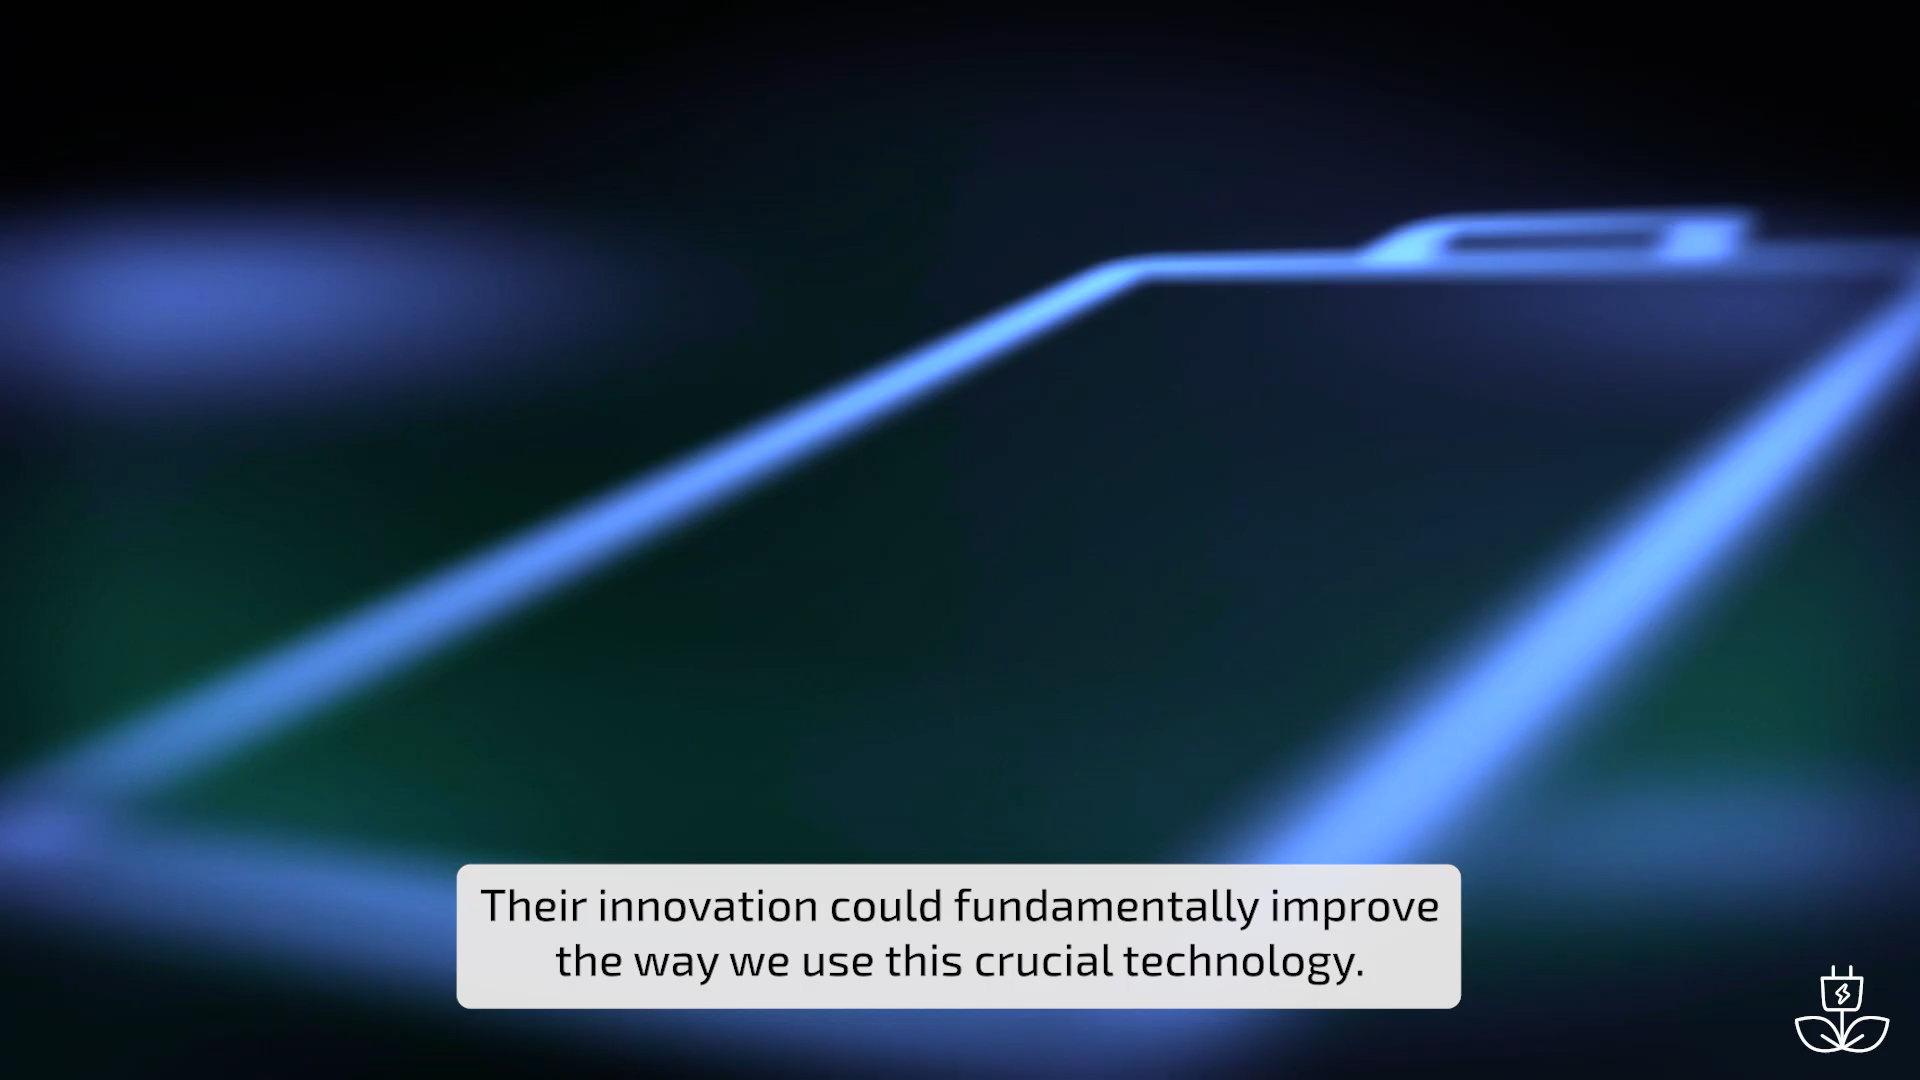 Their innovation could fundamentally improve
the way we use this crucial technology.